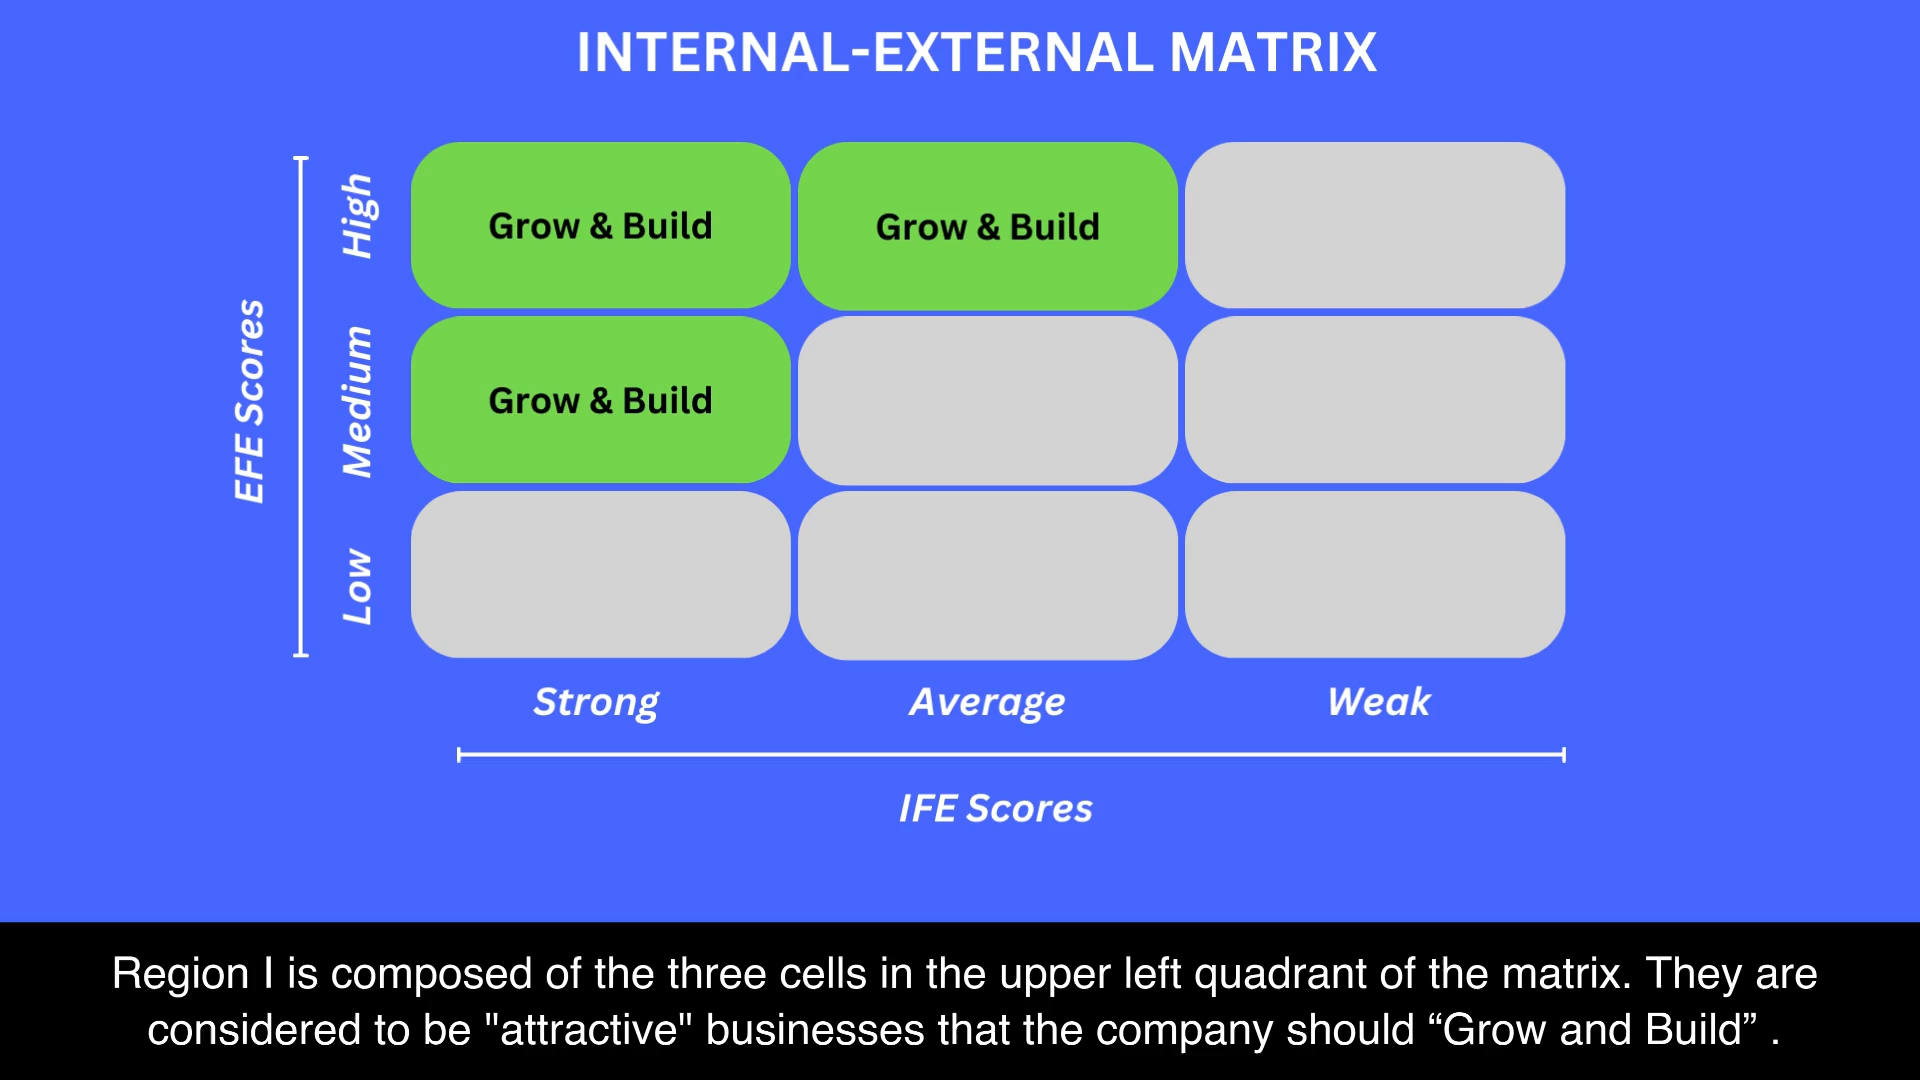 INTERNAL-EXTERNAL MATRIX
EFE Scores
High
Grow & Build
Grow & Build
Medium
Grow & Build
Low
Strong
Average
Weak
IFE Scores
Region I is composed of the three cells in the upper left quadrant of the matrix. They are
considered to be "attractive" businesses that the company should “Grow and Build” .